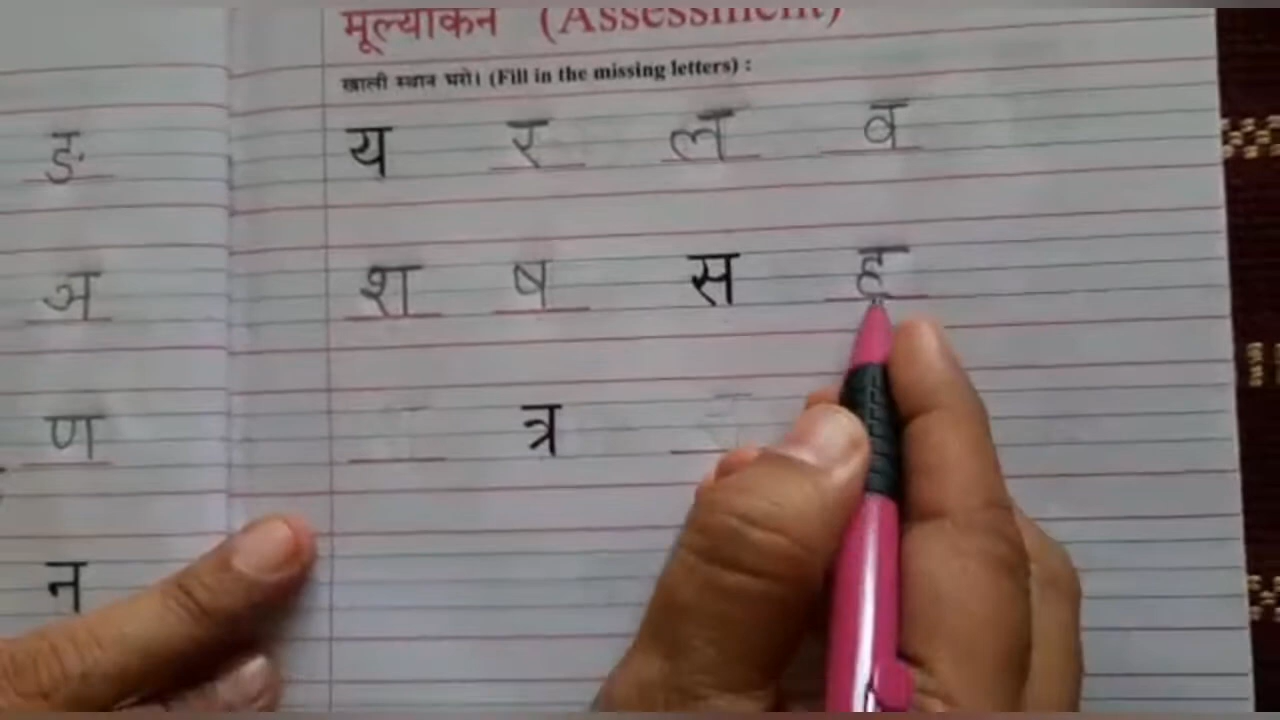 मूल्यांकन (Assessment)
खाली स्थान भरो। (Fill in the missing letters) :
ङ
ञ
ण
न
य र ल व
श ष स ह
त्र